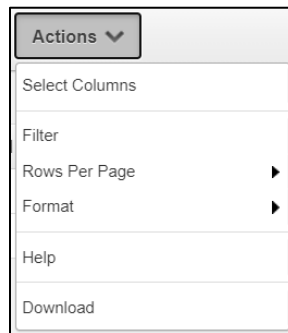 Actions
Select Columns
Filter
Rows Per Page
Format
Help
Download